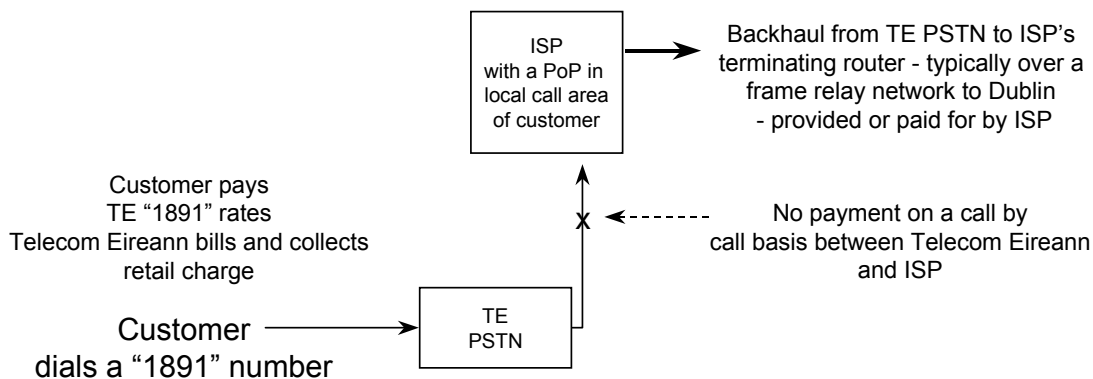 ISP
with a PoP in
local call area
of customer
Backhaul from TE PSTN to ISP’s
terminating router - typically over a
frame relay network to Dublin
- provided or paid for by ISP
Customer pays
TE “1891” rates
Telecom Eireann bills and collects
retail charge
X
No payment on a call by
call basis between Telecom Eireann
and ISP
Customer
dials a “1891” number
TE
PSTN